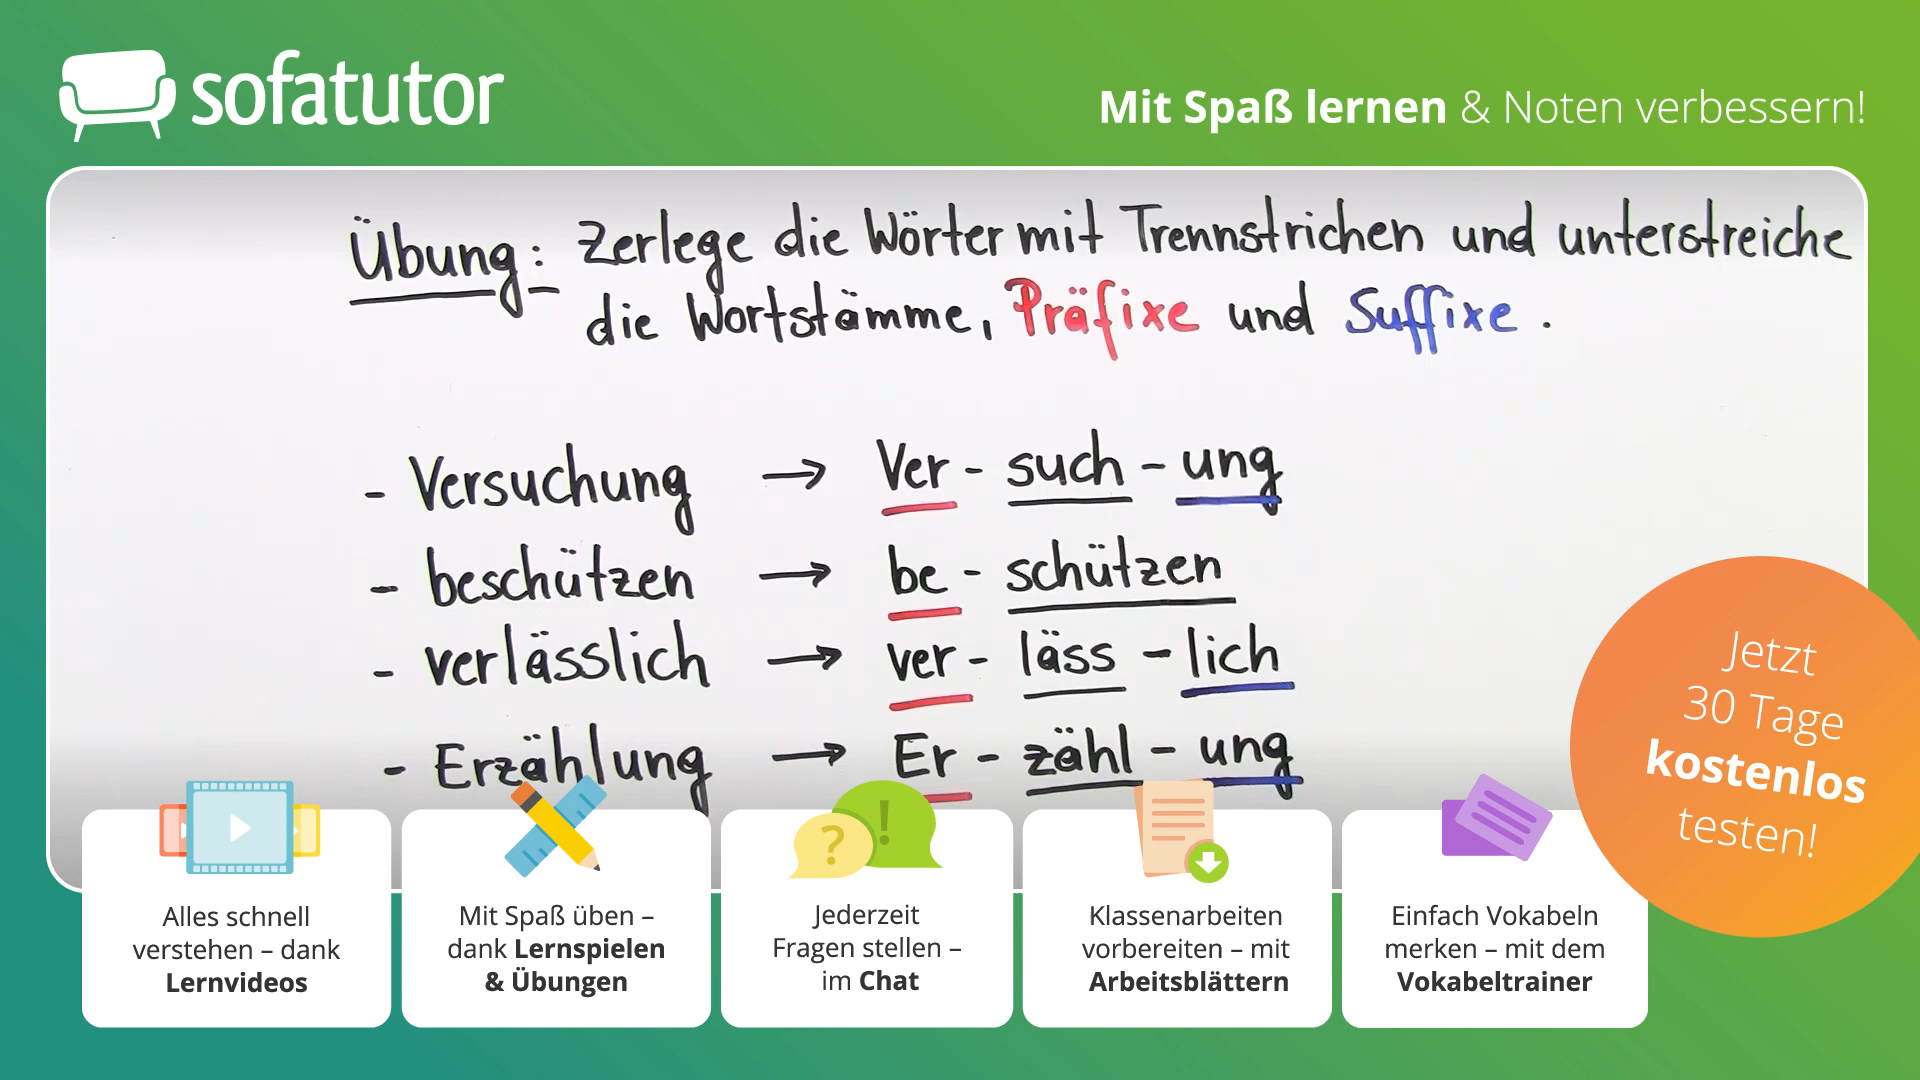 sofatutor
Mit Spaß lernen & Noten verbessern!
Übung: Zerlege die Wörter mit Trennstrichen und unterstreiche
die Wortstämme, Präfixe und Suffixe.
- Versuchung → Ver - such - ung
- beschützen → be - schützen
- verlässlich → ver - läss - lich
- Erzählung → Er - zähl - ung
Jetzt
30 Tage
kostenlos
testen!
?
!
Alles schnell
verstehen – dank
Lernvideos
Mit Spaß üben –
dank Lernspielen
& Übungen
Jederzeit
Fragen stellen –
im Chat
Klassenarbeiten
vorbereiten – mit
Arbeitsblättern
Einfach Vokabeln
merken – mit dem
Vokabeltrainer